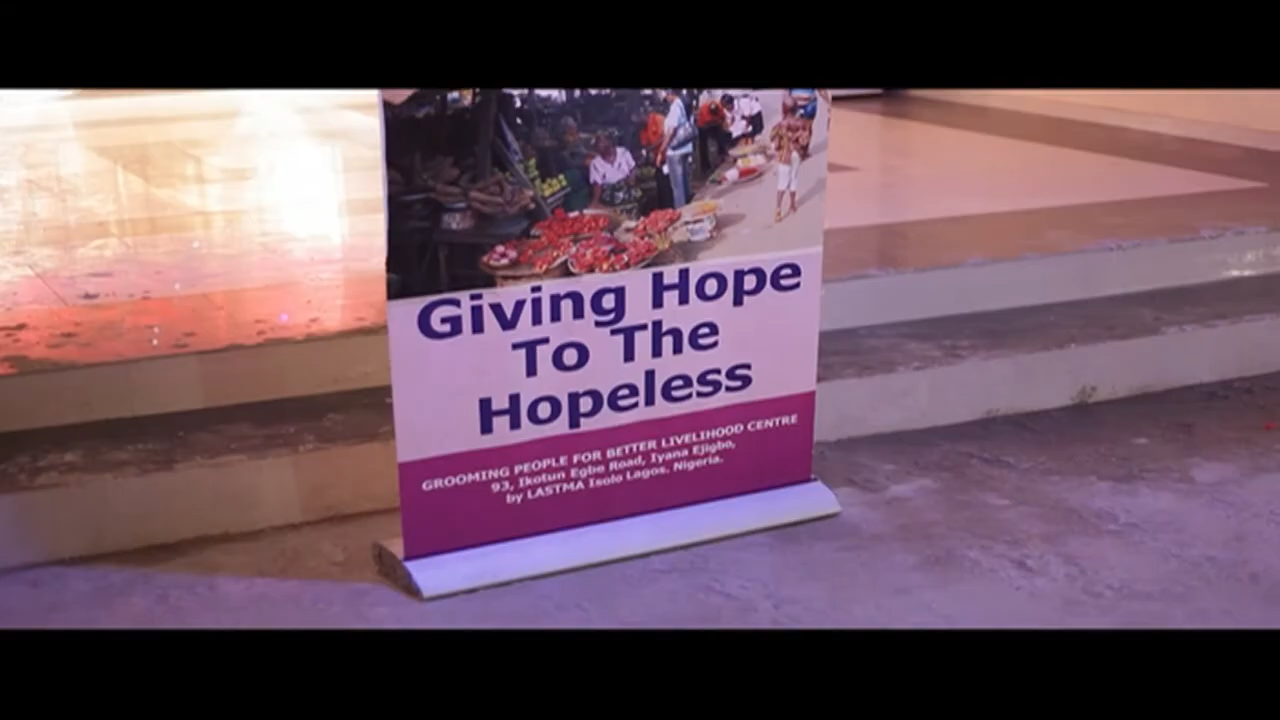 Giving Hope
To The
Hopeless
GROOMING PEOPLE FOR BETTER LIVELIHOOD CENTRE
93, Ikotun Egbe Road, Iyana Ejigbo,
by LASTMA Isolo Lagos. Nigeria.